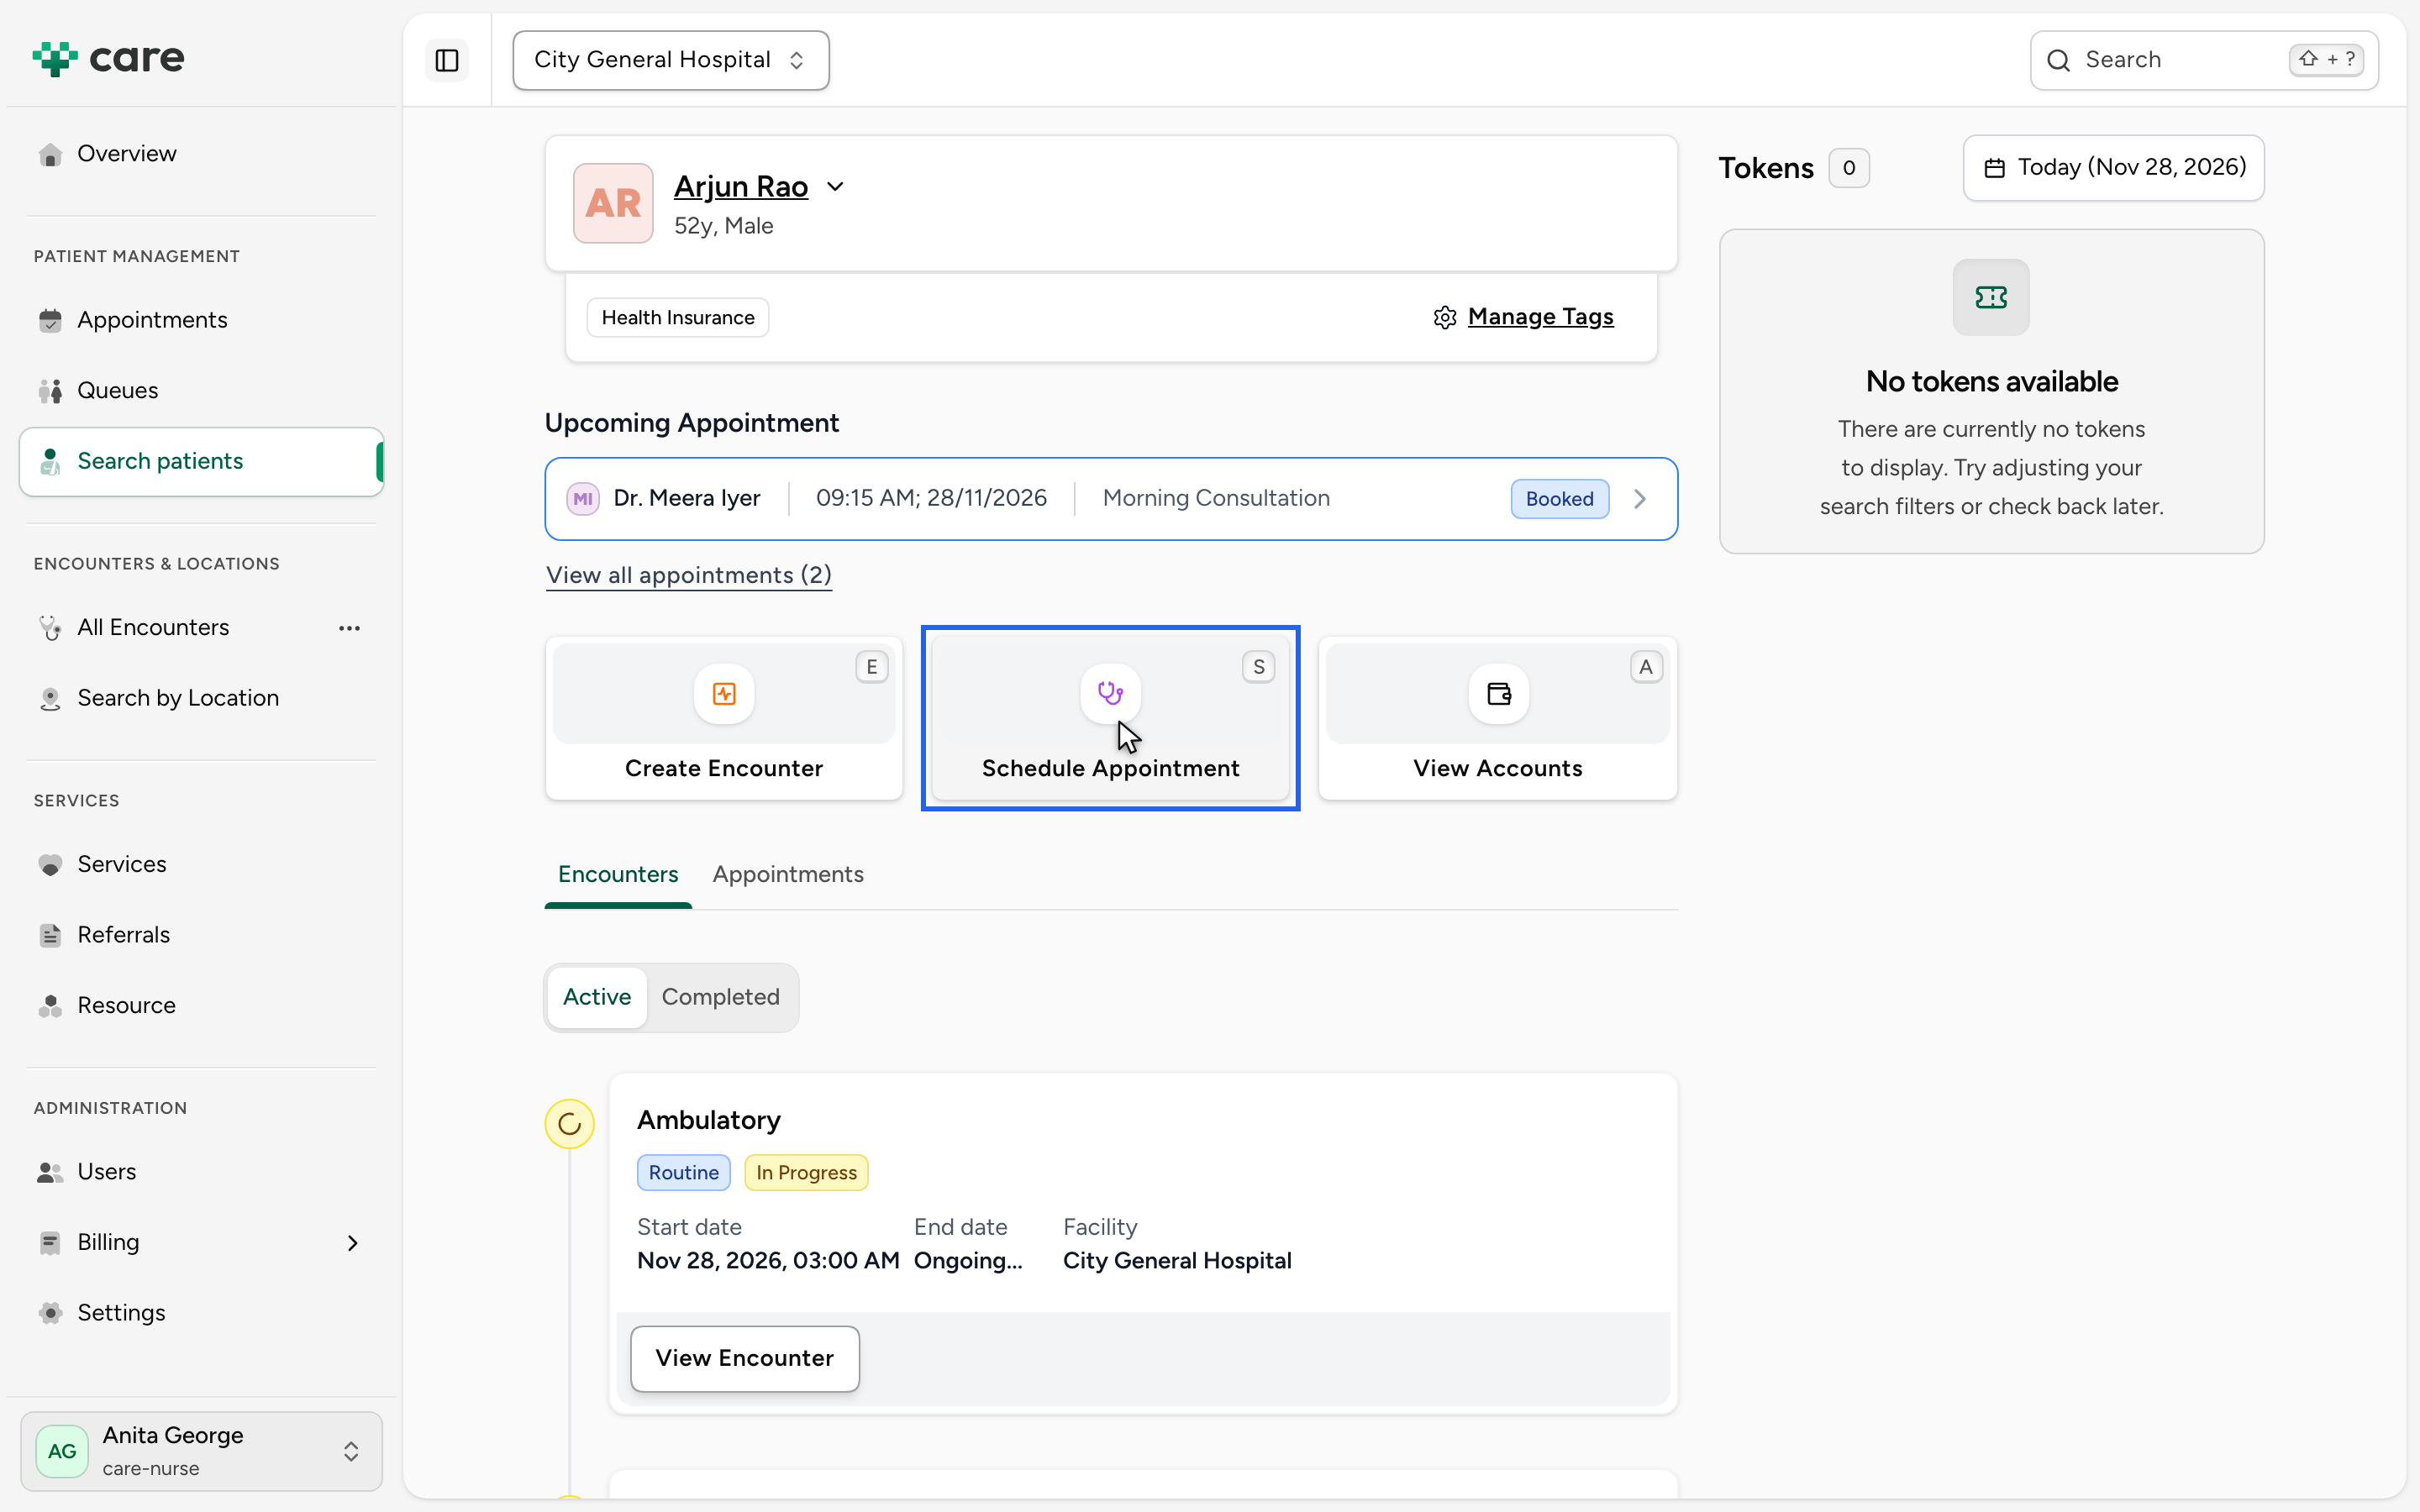 care
City General Hospital
Search
⇧ + ?
Overview
PATIENT MANAGEMENT
Appointments
Queues
Search patients
ENCOUNTERS & LOCATIONS
All Encounters
Search by Location
SERVICES
Services
Referrals
Resource
ADMINISTRATION
Users
Billing
Settings
AG
Anita George
care-nurse
AR
Arjun Rao
52y, Male
Health Insurance
Manage Tags
Upcoming Appointment
MI Dr. Meera Iyer 09:15 AM; 28/11/2026 Morning Consultation Booked
View all appointments (2)
E
Create Encounter
S
Schedule Appointment
A
View Accounts
Encounters Appointments
Active Completed
Ambulatory
Routine In Progress
Start date End date Facility
Nov 28, 2026, 03:00 AM Ongoing... City General Hospital
View Encounter
Tokens 0
Today (Nov 28, 2026)
No tokens available
There are currently no tokens
to display. Try adjusting your
search filters or check back later.